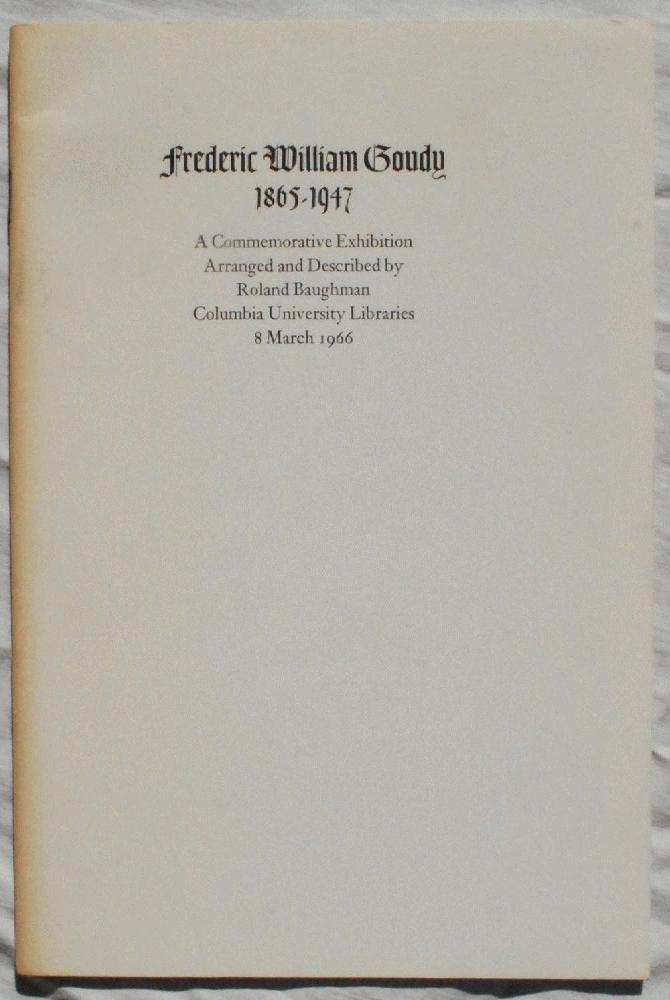 Frederic William Goudy
1865-1947
A Commemorative Exhibition
Arranged and Described by
Roland Baughman
Columbia University Libraries
8 March 1966